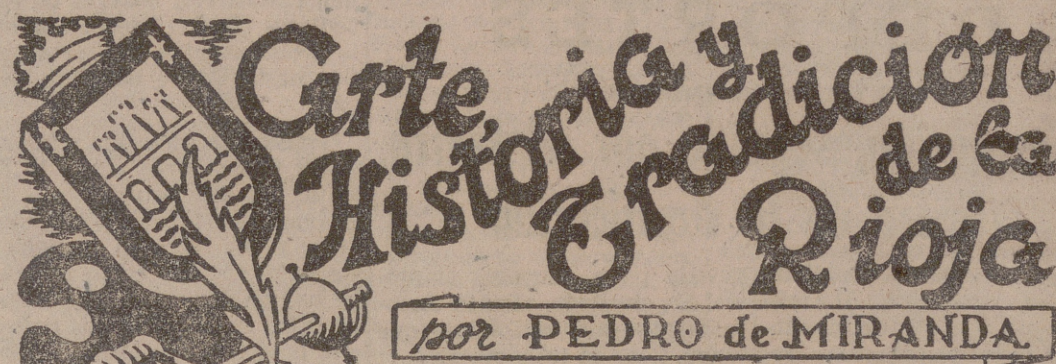 Arte,
Historia y
Tradición
de la
Rioja
por PEDRO de MIRANDA